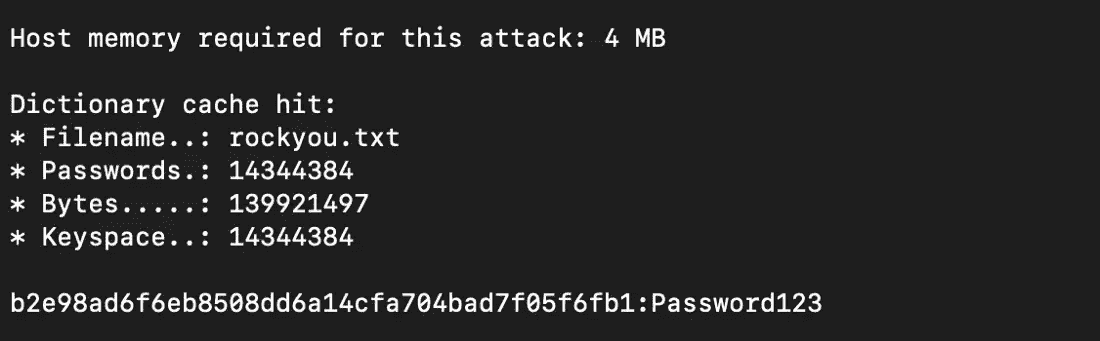 Host memory required for this attack: 4 MB
Dictionary cache hit:
* Filename..: rockyou.txt
* Passwords.: 14344384
* Bytes.....: 139921497
* Keyspace..: 14344384
b2e98ad6f6eb8508dd6a14cfa704bad7f05f6fb1:Password123